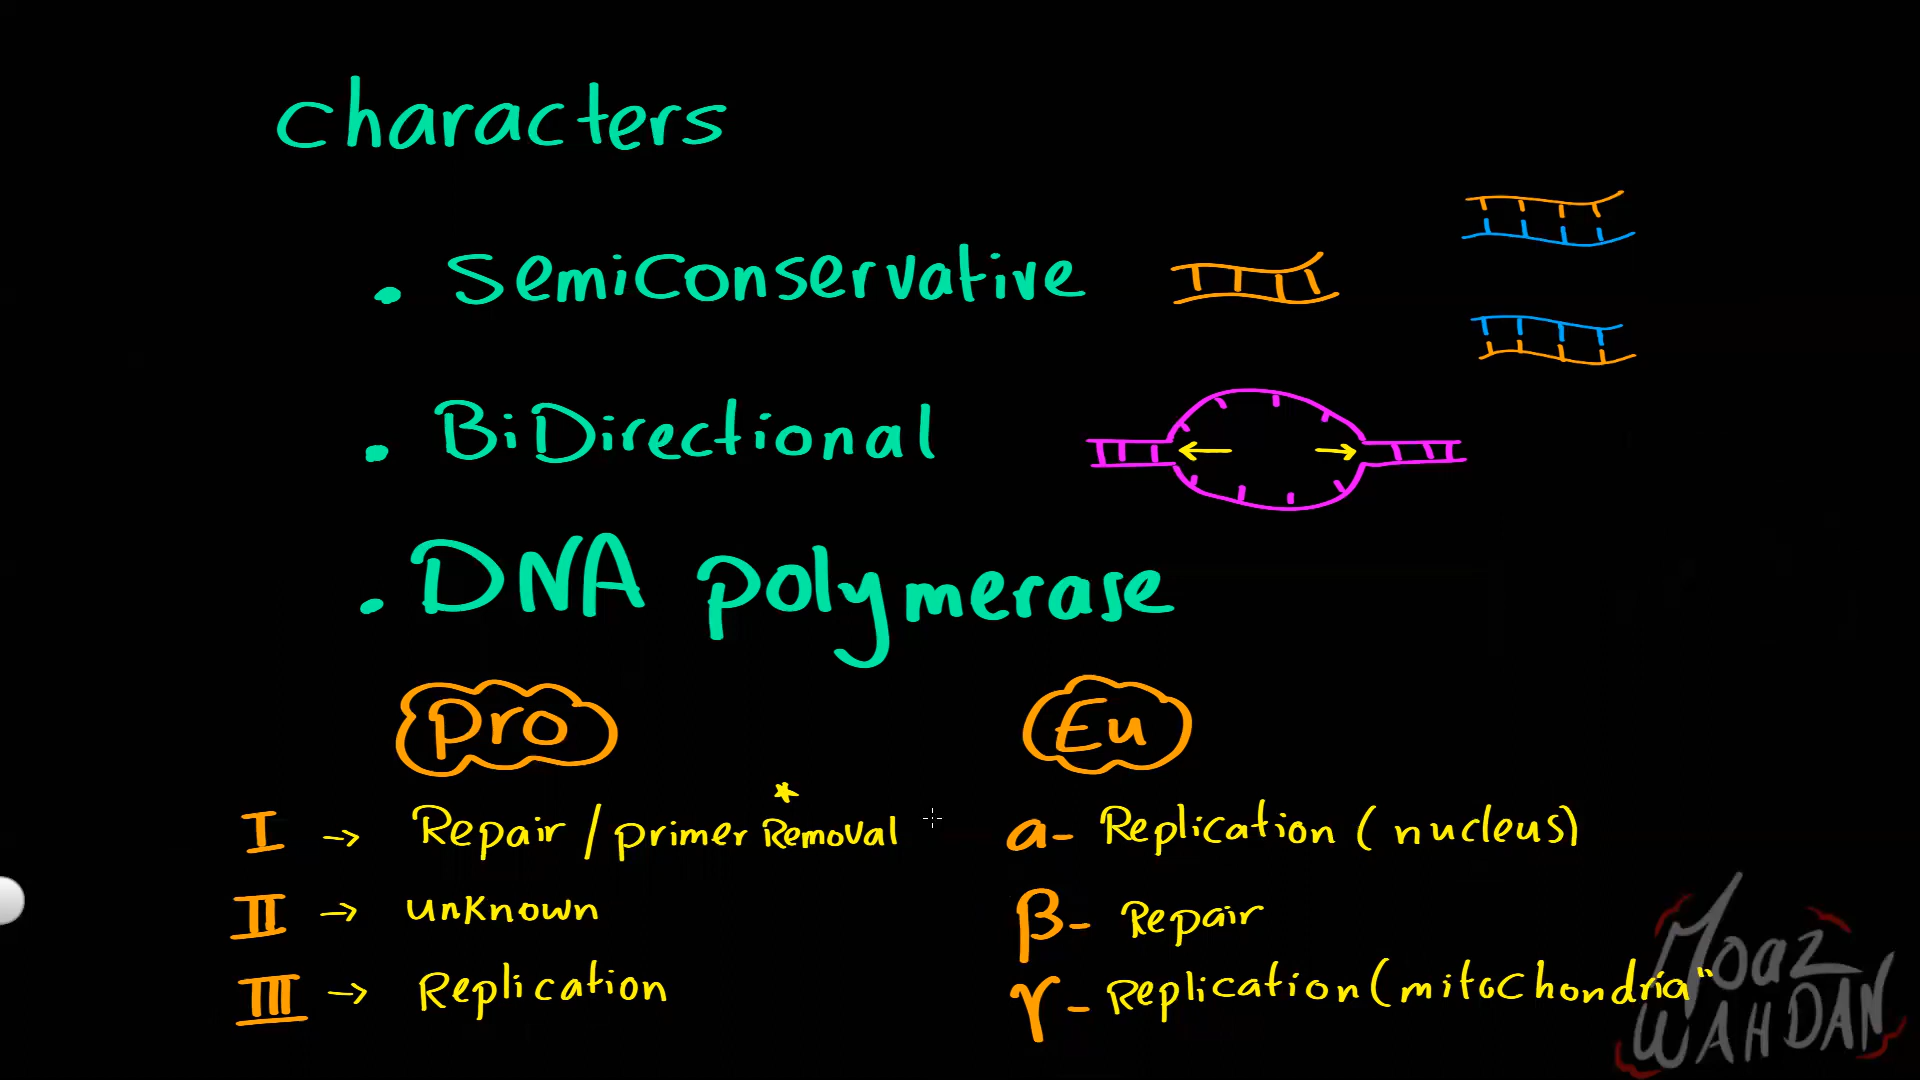 characters
. SemiConservative
. BiDirectional
. DNA polymerase
pro
Eu
I → Repair / primer Removal *
II → unknown
III → Replication
α- Replication ( nucleus)
β- Repair
γ- Replication (mitochondria"
Moaz
WAHDAN